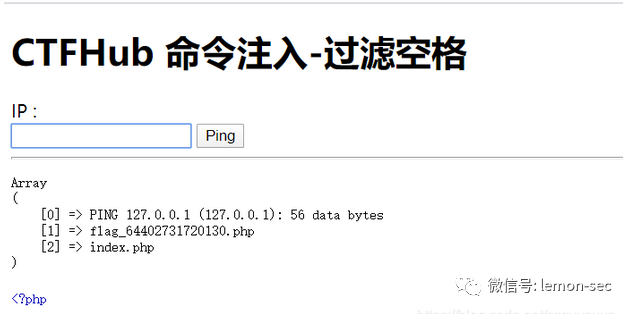 CTFHub 命令注入-过滤空格
IP :
Ping
Array
(
[0] => PING 127.0.0.1 (127.0.0.1): 56 data bytes
[1] => flag_64402731720130.php
[2] => index.php
)
微信号: lemon-sec
<?php